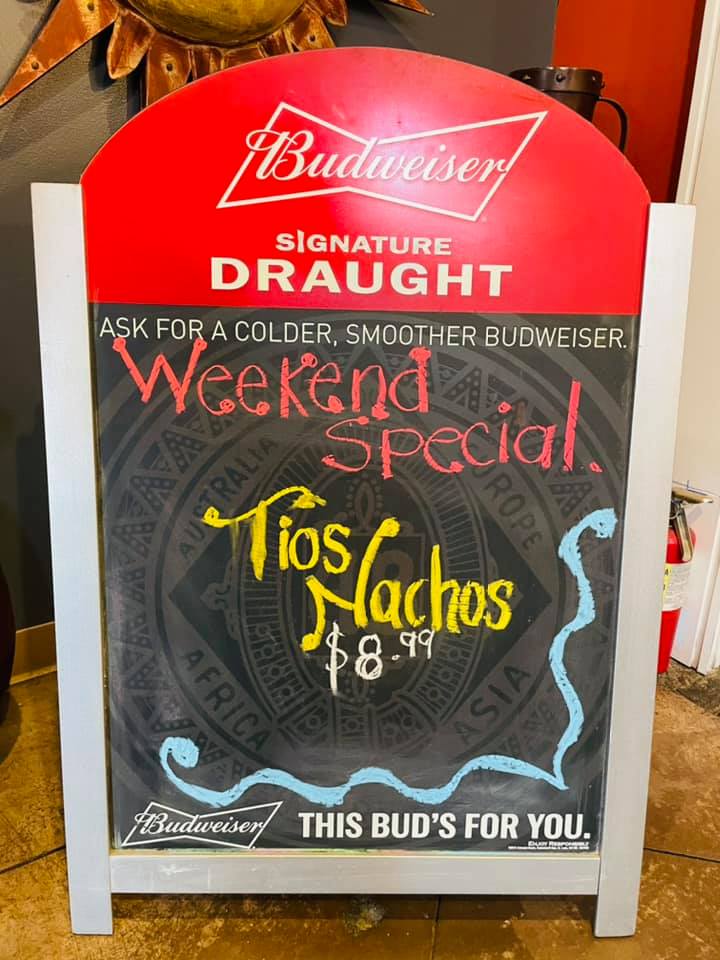 Budweiser
SIGNATURE
DRAUGHT
ASK FOR A COLDER, SMOOTHER BUDWEISER.
Weekend
Special.
AUSTRALIA
ROPE
Tios
Nachos
$8.99
AFRICA
ASIA
Budweiser
THIS BUD'S FOR YOU.
ENJOY RESPONSIBLY